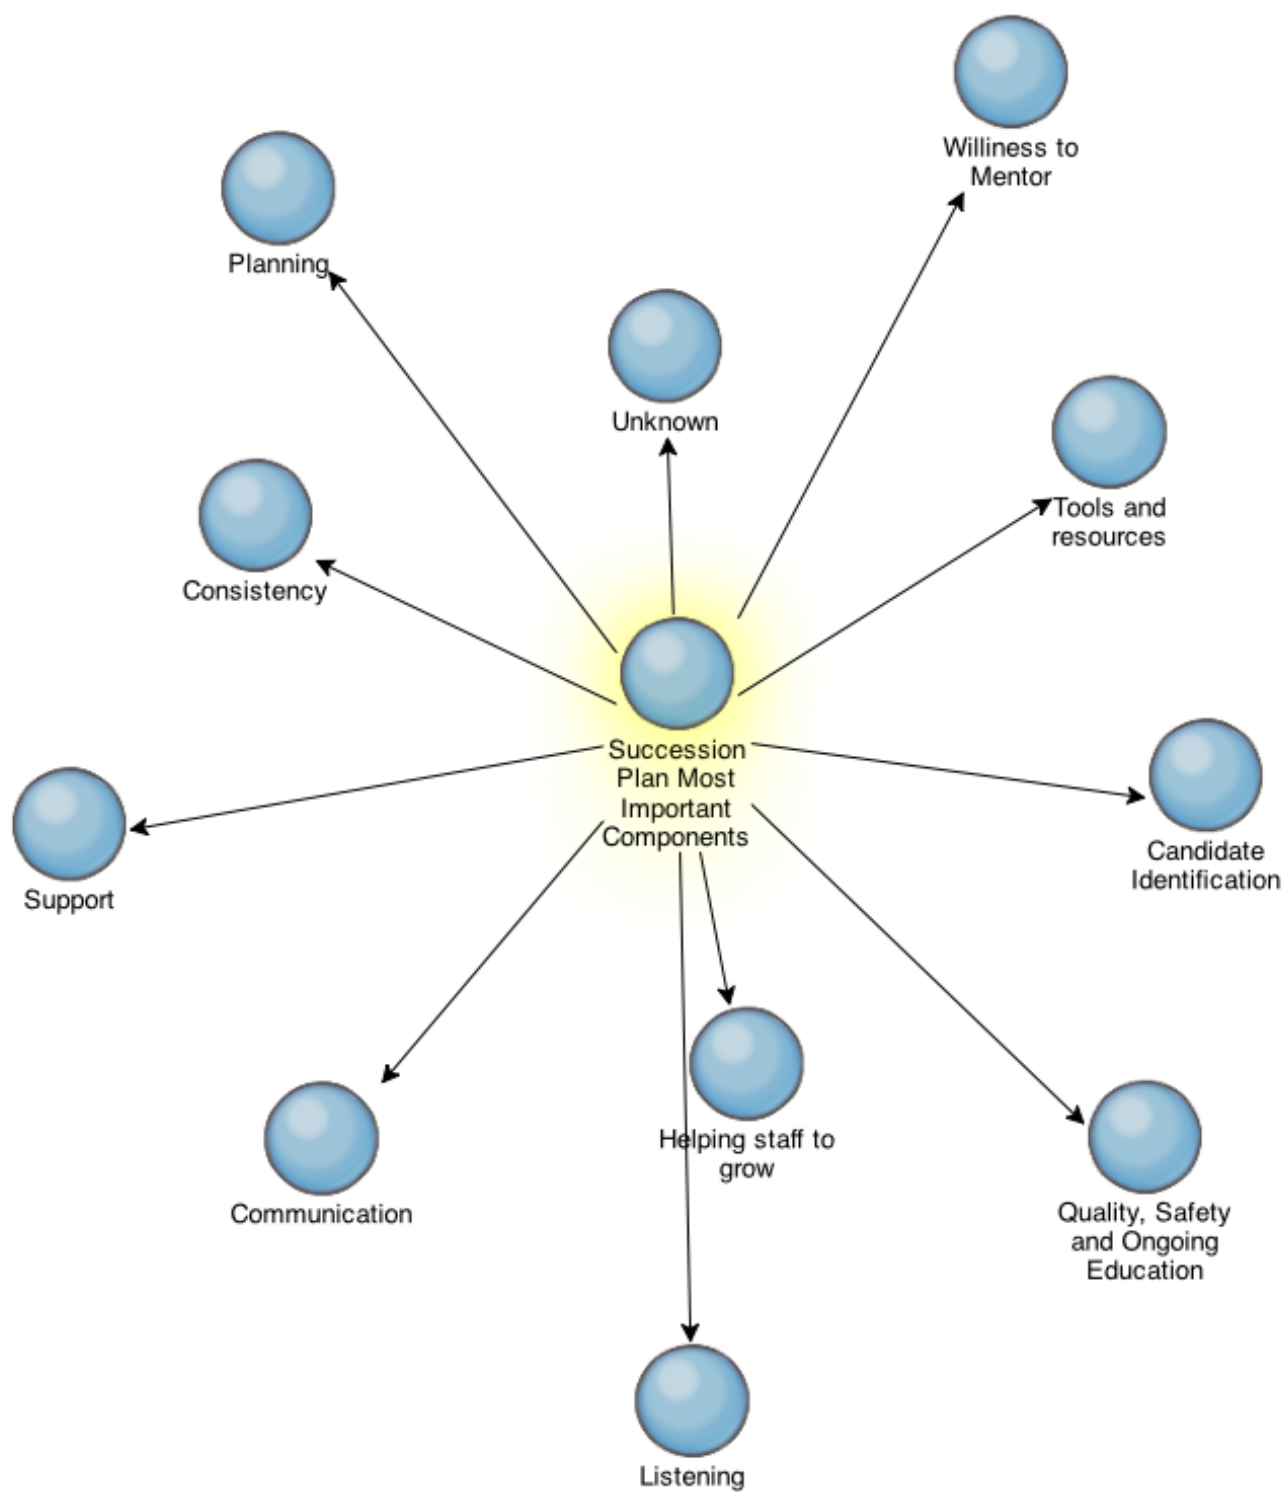 Williness to
Mentor
Planning
Unknown
Tools and
resources
Consistency
Succession
Plan Most
Important
Components
Candidate
Identification
Support
Helping staff to
grow
Communication
Quality, Safety
and Ongoing
Education
Listening